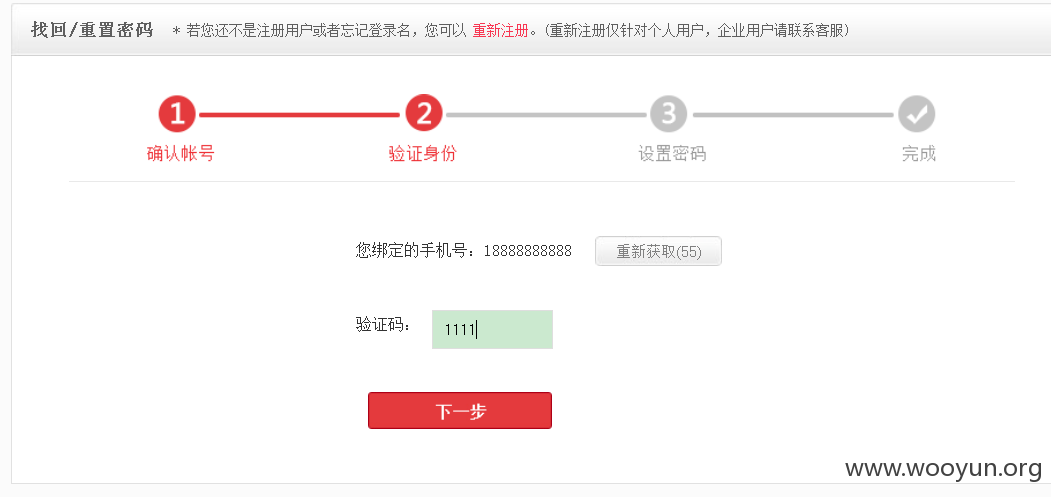 找回/重置密码 * 若您还不是注册用户或者忘记登录名，您可以 重新注册。(重新注册仅针对个人用户，企业用户请联系客服)
1 2 3
确认帐号 验证身份 设置密码 完成
您绑定的手机号：18888888888 重新获取(55)
验证码： 1111
下一步
www.wooyun.org